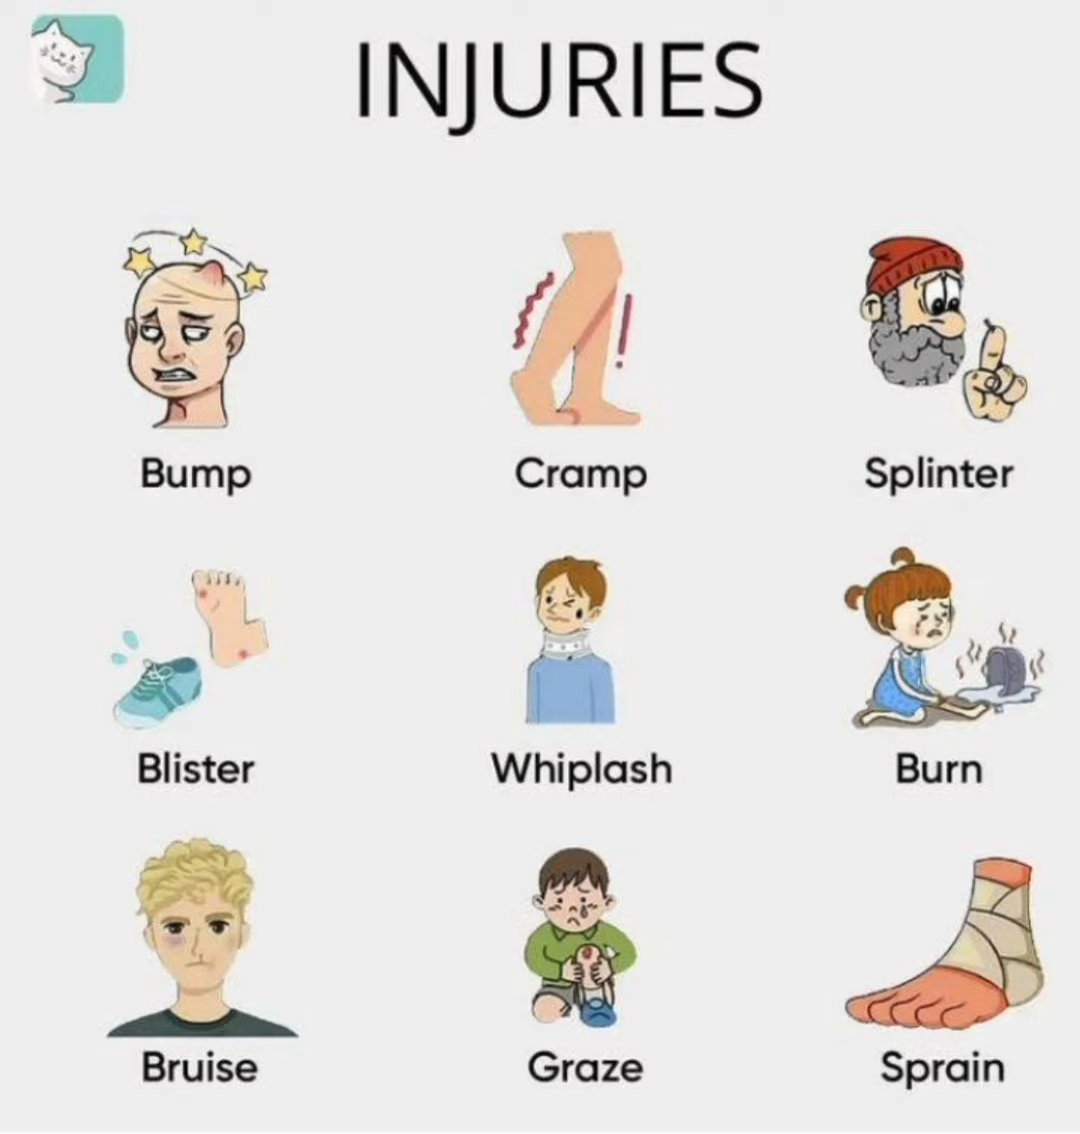 INJURIES
Bump
Cramp
Splinter
Blister
Whiplash
Burn
Bruise
Graze
Sprain